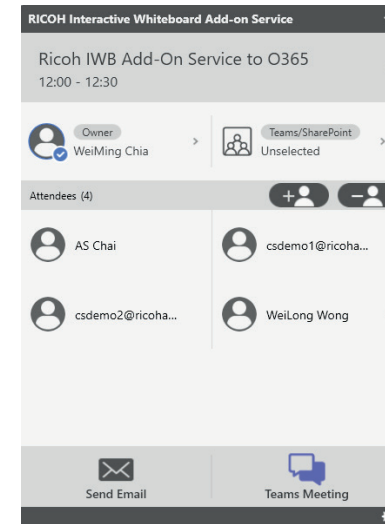 RICOH Interactive Whiteboard Add-on Service
Ricoh IWB Add-On Service to O365
12:00 - 12:30
Owner
WeiMing Chia
Teams/SharePoint
Unselected
Attendees (4)
AS Chai
csdemo1@ricoha...
csdemo2@ricoha...
WeiLong Wong
Send Email
Teams Meeting